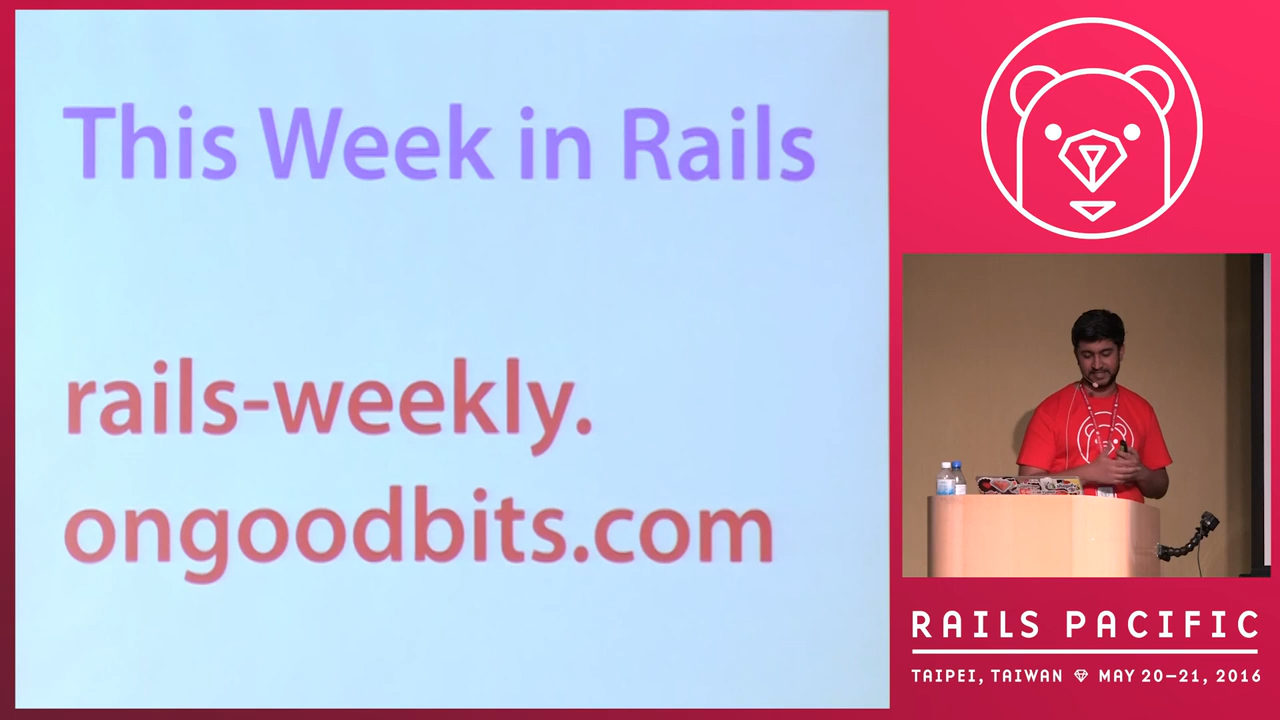 This Week in Rails
rails-weekly.
ongoodbits.com
RAILS PACIFIC
TAIPEI, TAIWAN MAY 20–21, 2016